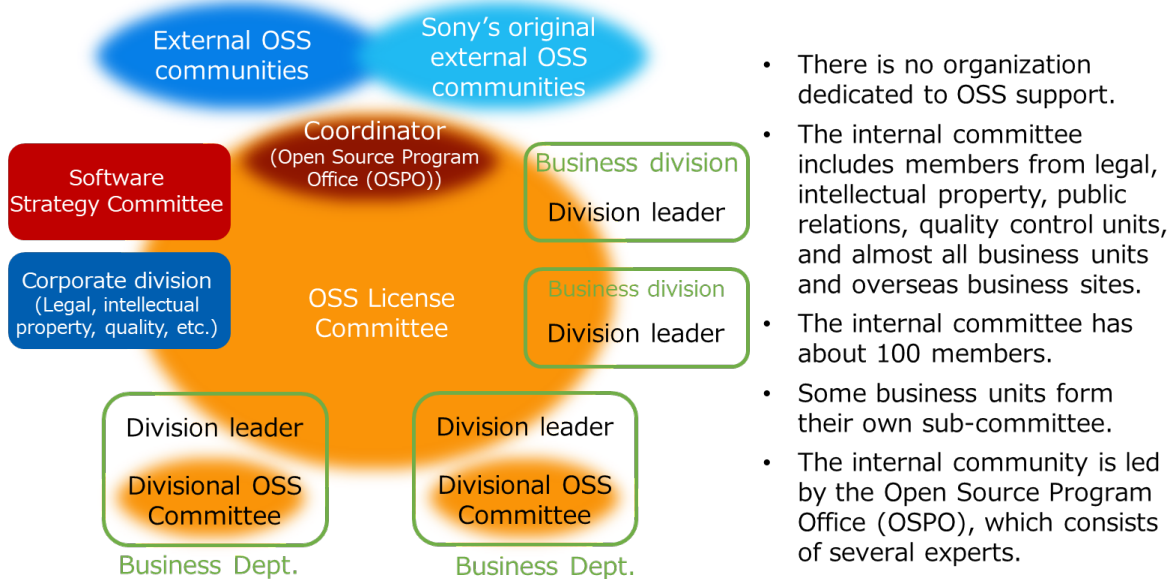 External OSS
communities
Sony’s original
external OSS
communities
Coordinator
(Open Source Program
Office (OSPO))
Software
Strategy Committee
Corporate division
(Legal, intellectual
property, quality, etc.)
OSS License
Committee
Business division
Division leader
Business division
Division leader
Division leader
Divisional OSS
Committee
Business Dept.
Division leader
Divisional OSS
Committee
Business Dept.
• There is no organization
dedicated to OSS support.
• The internal committee
includes members from legal,
intellectual property, public
relations, quality control units,
and almost all business units
and overseas business sites.
• The internal committee has
about 100 members.
• Some business units form
their own sub-committee.
• The internal community is led
by the Open Source Program
Office (OSPO), which consists
of several experts.